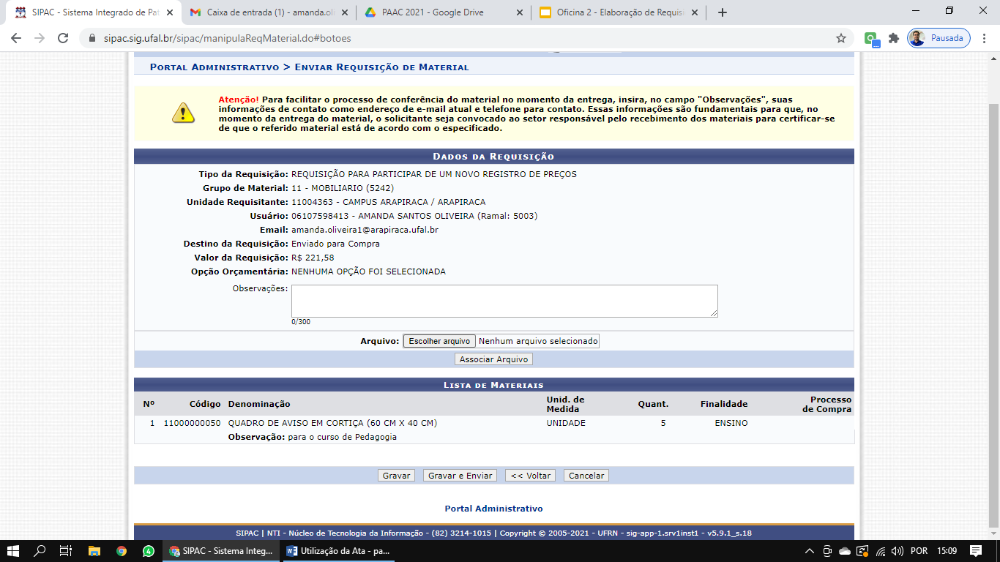 SIPAC - Sistema Integrado de Pat
Caixa de entrada (1) - amanda.oli
PAAC 2021 - Google Drive
Oficina 2 - Elaboração de Requisi
sipac.sig.ufal.br/sipac/manipulaReqMaterial.do#botoes
Pausada
Portal Administrativo > Enviar Requisição de Material
Atenção! Para facilitar o processo de conferência do material no momento da entrega, insira, no campo "Observações", suas
informações de contato como endereço de e-mail atual e telefone para contato. Essas informações são fundamentais para que, no
momento da entrega do material, o solicitante seja convocado ao setor responsável pelo recebimento dos materiais para certificar-se
de que o referido material está de acordo com o especificado.
Dados da Requisição
Tipo da Requisição: REQUISIÇÃO PARA PARTICIPAR DE UM NOVO REGISTRO DE PREÇOS
Grupo de Material: 11 - MOBILIARIO (5242)
Unidade Requisitante: 11004363 - CAMPUS ARAPIRACA / ARAPIRACA
Usuário: 06107598413 - AMANDA SANTOS OLIVEIRA (Ramal: 5003)
Email: amanda.oliveira1@arapiraca.ufal.br
Destino da Requisição: Enviado para Compra
Valor da Requisição: R$ 221,58
Opção Orçamentária: NENHUMA OPÇÃO FOI SELECIONADA
Observações:
0/300
Arquivo: Escolher arquivo Nenhum arquivo selecionado
Associar Arquivo
Lista de Materiais
Nº Código Denominação Unid. de Medida Quant. Finalidade Processo de Compra
1 11000000050 QUADRO DE AVISO EM CORTIÇA (60 CM X 40 CM) UNIDADE 5 ENSINO
Observação: para o curso de Pedagogia
Gravar Gravar e Enviar << Voltar Cancelar
Portal Administrativo
SIPAC | NTI - Núcleo de Tecnologia da Informação - (82) 3214-1015 | Copyright © 2005-2021 - UFRN - sig-app-1.srv1inst1 - v5.9.1_s.18
4 SIPAC - Sistema Integ... Utilização da Ata - pa... POR 15:09